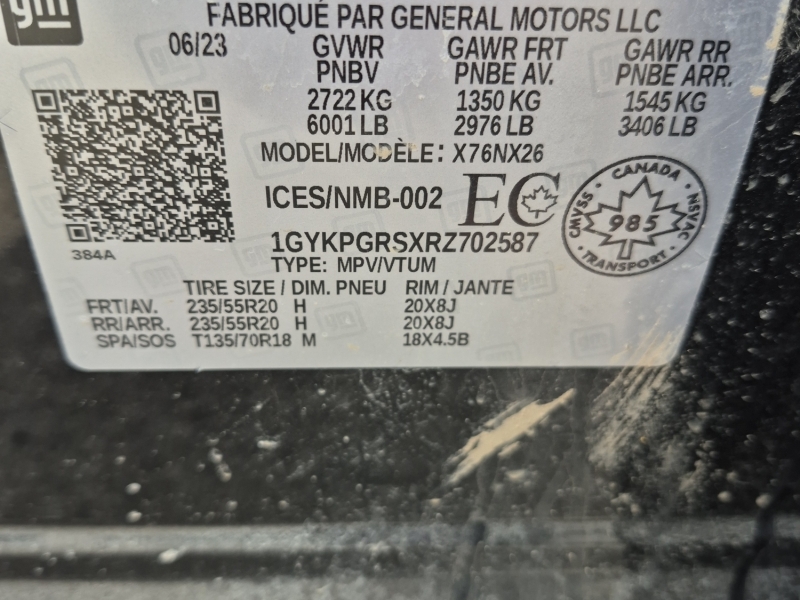 gm
FABRIQUÉ PAR GENERAL MOTORS LLC
06/23 GVWR GAWR FRT GAWR RR
PNBV PNBE AV. PNBE ARR.
2722 KG 1350 KG 1545 KG
6001 LB 2976 LB 3406 LB
MODEL/MODÈLE: X76NX26
ICES/NMB-002 EC
CANADA
CMVSS 985 NSVAC
TRANSPORT
384A
1GYKPGRSXRZ702587
TYPE: MPV/VTUM
TIRE SIZE / DIM. PNEU RIM / JANTE
FRT/AV. 235/55R20 H 20X8J
RR/ARR. 235/55R20 H 20X8J
SPA/SOS T135/70R18 M 18X4.5B